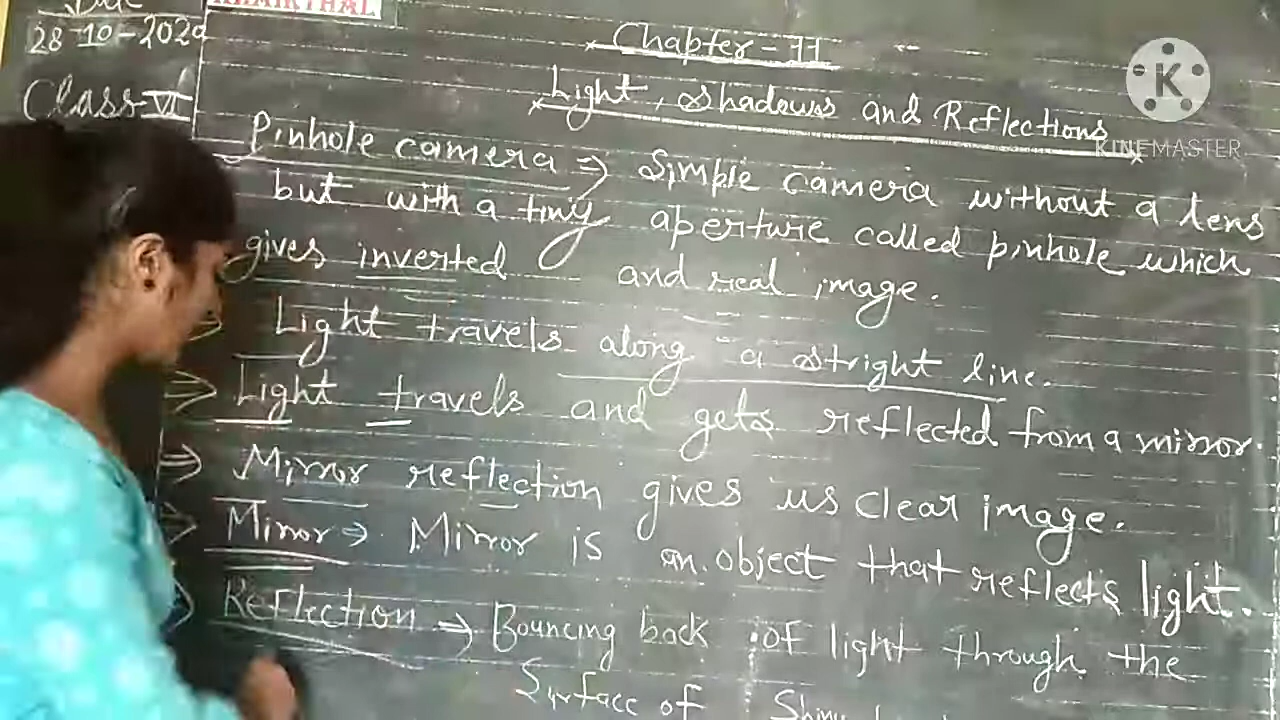 Date
28-10-2020
Class-VI
Chapter-11
Light, Shadows and Reflections
KINEMASTER
Pinhole camera ⇒ Simple camera without a lens
but with a tiny aperture called pinhole which
gives inverted and real image.
Light travels along a stright line.
⇒ Light travels and gets reflected from a mirror.
⇒ Mirror reflection gives us clear image.
⇒ Mirror ⇒ Mirror is an object that reflects light.
Reflection → Bouncing back of light through the
Surface of